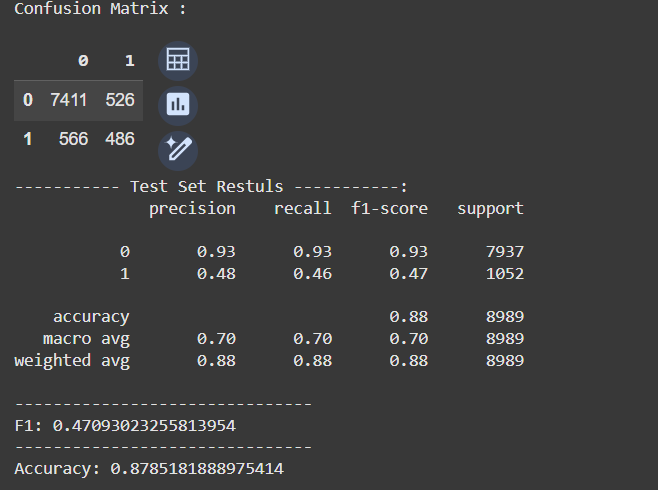 Confusion Matrix :
0 1
0 7411 526
1 566 486
----------- Test Set Restuls -----------:
precision recall f1-score support
0 0.93 0.93 0.93 7937
1 0.48 0.46 0.47 1052
accuracy 0.88 8989
macro avg 0.70 0.70 0.70 8989
weighted avg 0.88 0.88 0.88 8989
-------------------------------
F1: 0.47093023255813954
-------------------------------
Accuracy: 0.8785181888975414